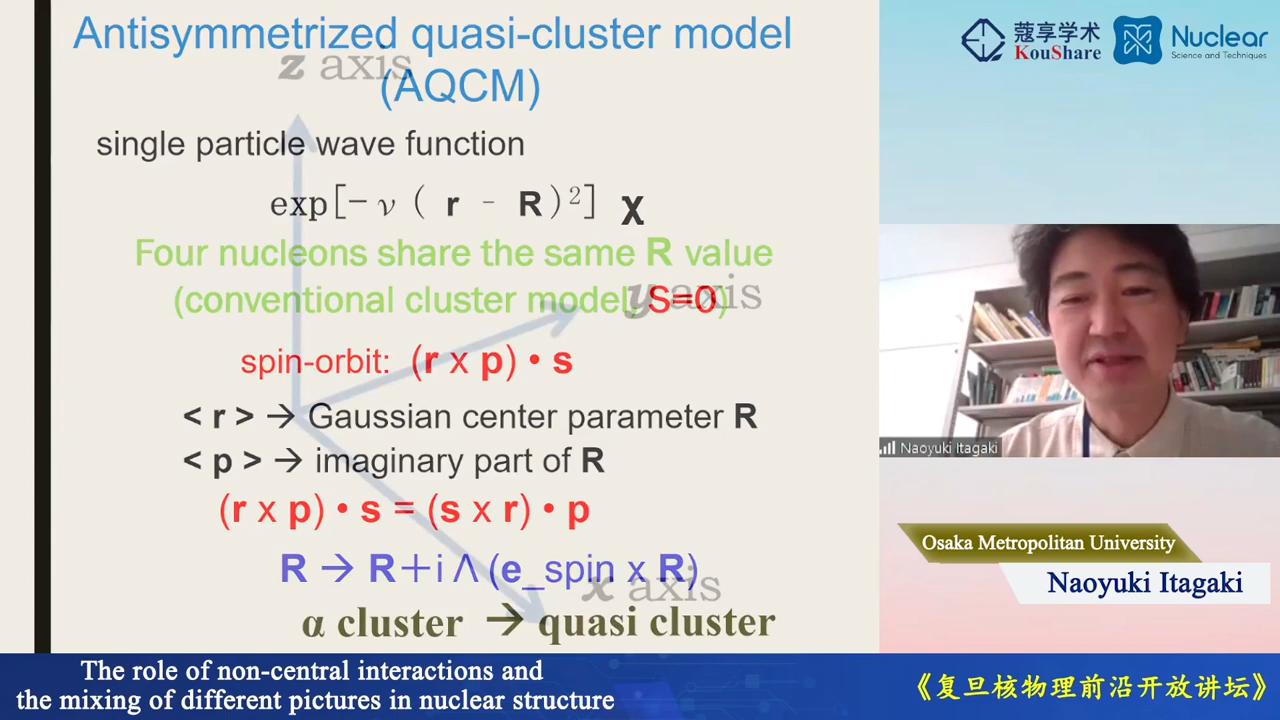 Antisymmetrized quasi-cluster model
(AQCM)
z axis
single particle wave function
exp[-ν( r - R)²] χ
Four nucleons share the same R value
(conventional cluster model, S=0)
y axis
spin-orbit: (r x p) • s
< r > → Gaussian center parameter R
< p > → imaginary part of R
(r x p) • s = (s x r) • p
R → R+iΛ(e_spin x R)
x axis
α cluster → quasi cluster
蔻享学术
KouShare
Nuclear
Science and Techniques
Naoyuki Itagaki
Osaka Metropolitan University
Naoyuki Itagaki
The role of non-central interactions and
the mixing of different pictures in nuclear structure
《复旦核物理前沿开放讲坛》